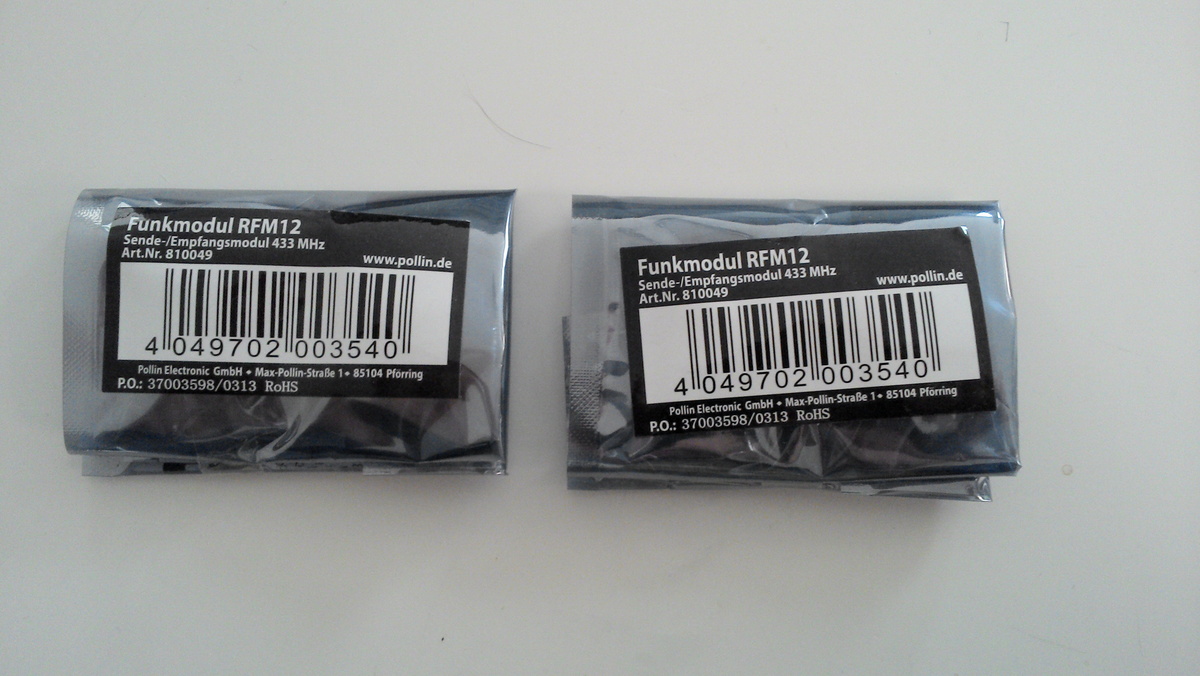 Funkmodul RFM12
Sende-/Empfangsmodul 433 MHz
Art.Nr. 810049
www.pollin.de
4 049702 003540
Pollin Electronic GmbH • Max-Pollin-Straße 1 • 85104 Pförring
P.O.: 37003598/0313 RoHS
Funkmodul RFM12
Sende-/Empfangsmodul 433 MHz
Art.Nr. 810049
www.pollin.de
4 049702 003540
Pollin Electronic GmbH • Max-Pollin-Straße 1 • 85104 Pförring
P.O.: 37003598/0313 RoHS